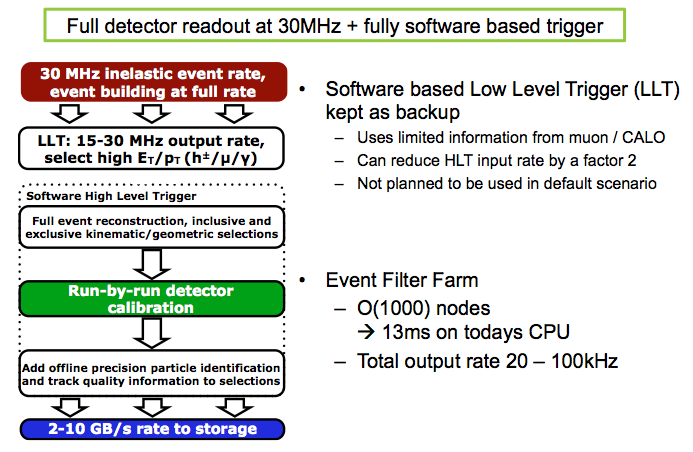 Full detector readout at 30MHz + fully software based trigger
30 MHz inelastic event rate,
event building at full rate
LLT: 15-30 MHz output rate,
select high E_T/p_T (h±/μ/γ)
Software High Level Trigger
Full event reconstruction, inclusive and
exclusive kinematic/geometric selections
Run-by-run detector
calibration
Add offline precision particle identification
and track quality information to selections
2-10 GB/s rate to storage
• Software based Low Level Trigger (LLT)
kept as backup
– Uses limited information from muon / CALO
– Can reduce HLT input rate by a factor 2
– Not planned to be used in default scenario
• Event Filter Farm
– O(1000) nodes
→ 13ms on todays CPU
– Total output rate 20 – 100kHz